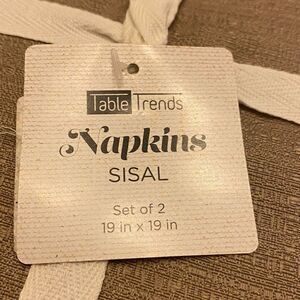 Table Trends
Napkins
SISAL
Set of 2
19 in x 19 in